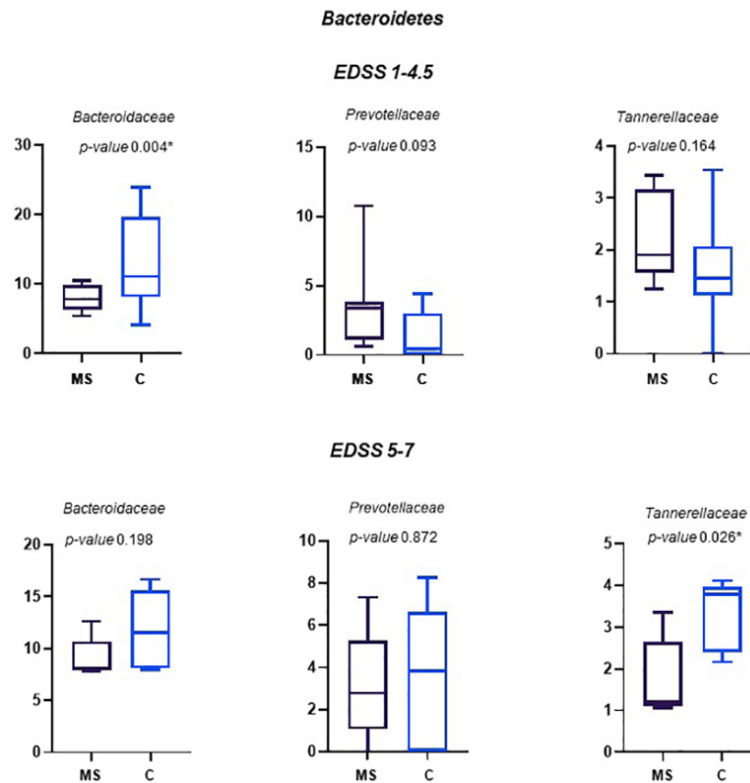 Bacteroidetes
EDSS 1-4.5
Bacteroidaceae
p-value 0.004*
30
20
10
0
MS C
Prevotellaceae
p-value 0.093
15
10
5
0
MS C
Tannerellaceae
p-value 0.164
4
3
2
1
0
MS C
EDSS 5-7
Bacteroidaceae
p-value 0.198
20
15
10
5
0
MS C
Prevotellaceae
p-value 0.872
10
8
6
4
2
0
MS C
Tannerellaceae
p-value 0.026*
5
4
3
2
1
0
MS C